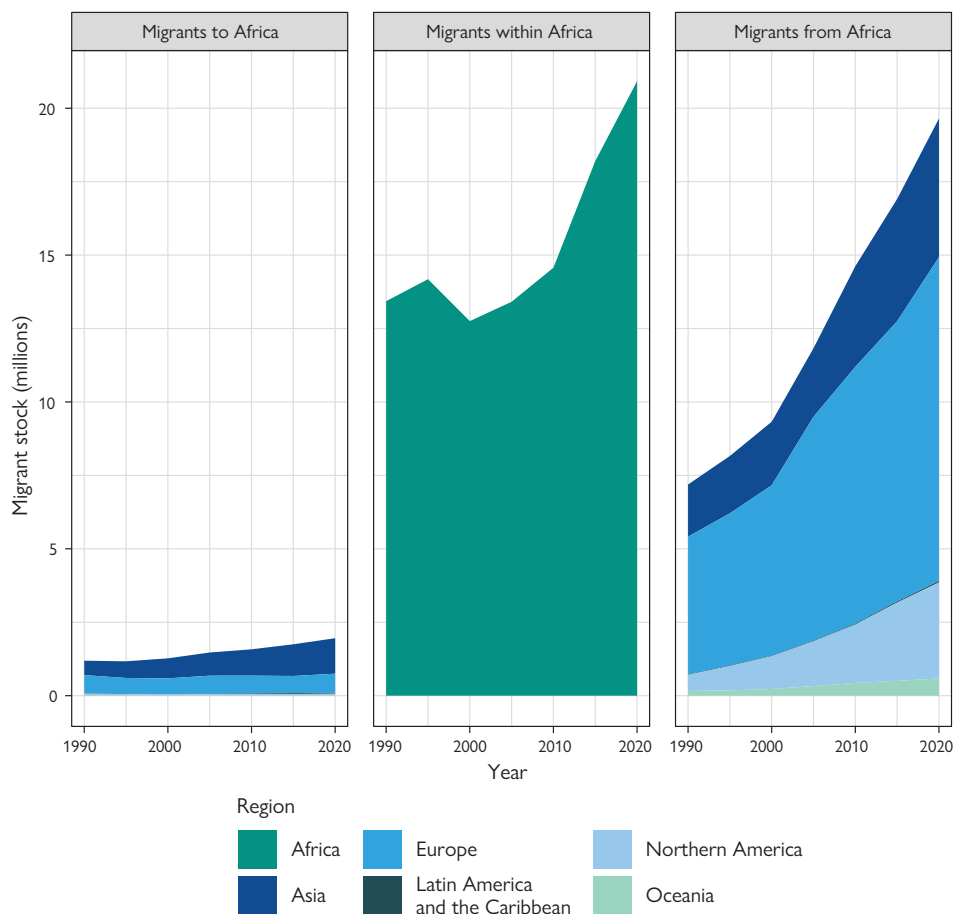 Migrants to Africa
Migrants within Africa
Migrants from Africa
Migrant stock (millions)
20
15
10
5
0
1990 2000 2010 2020
1990 2000 2010 2020
1990 2000 2010 2020
Year
Region
Africa
Europe
Northern America
Asia
Latin America
and the Caribbean
Oceania